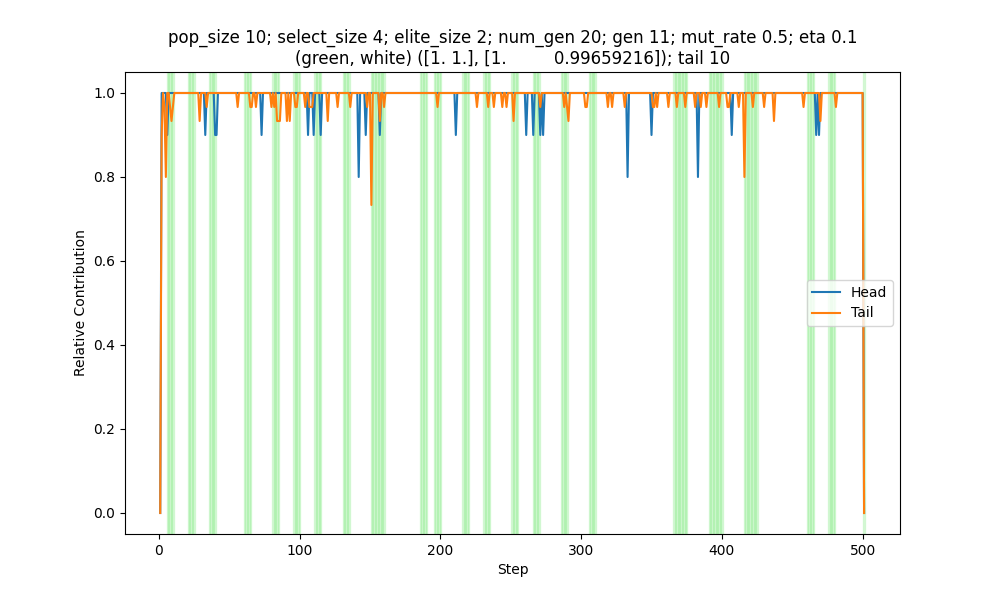 pop_size 10; select_size 4; elite_size 2; num_gen 20; gen 11; mut_rate 0.5; eta 0.1
(green, white) ([1. 1.], [1.         0.99659216]); tail 10
1.0
0.8
0.6
0.4
0.2
0.0
Relative Contribution
Head
Tail
0
100
200
300
400
500
Step